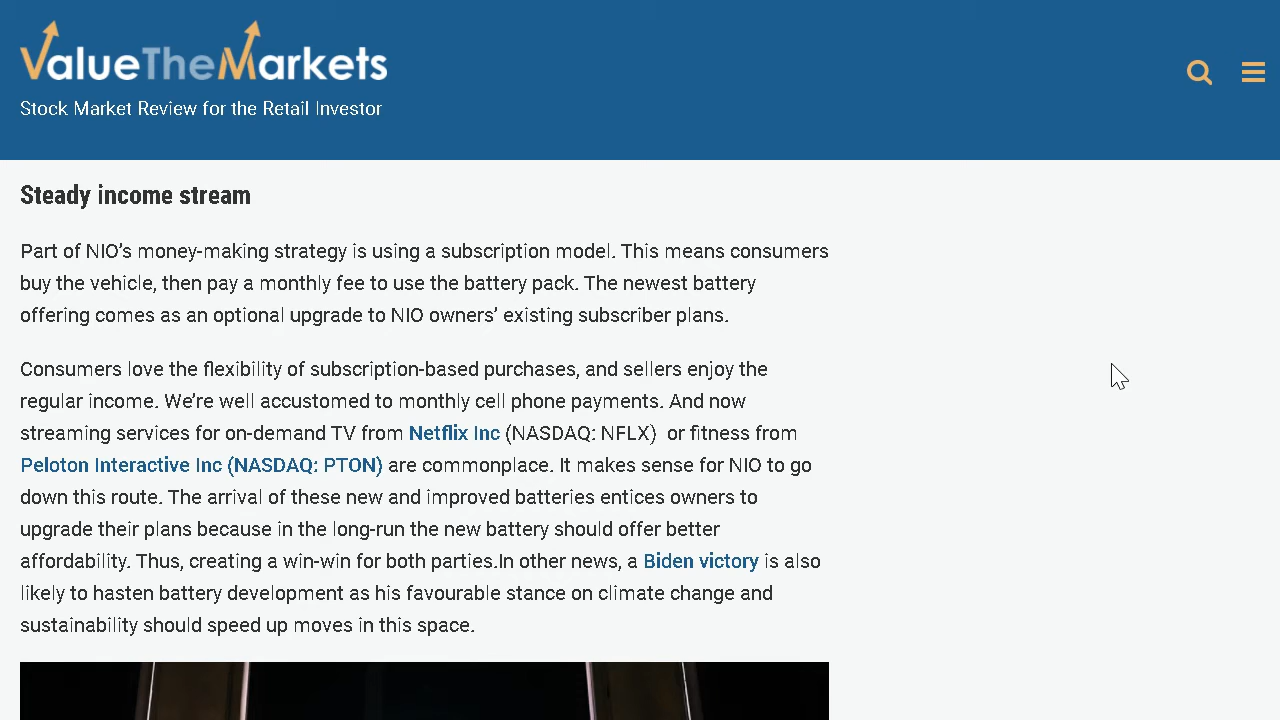 ValueTheMarkets
Stock Market Review for the Retail Investor
Steady income stream
Part of NIO’s money-making strategy is using a subscription model. This means consumers
buy the vehicle, then pay a monthly fee to use the battery pack. The newest battery
offering comes as an optional upgrade to NIO owners’ existing subscriber plans.
Consumers love the flexibility of subscription-based purchases, and sellers enjoy the
regular income. We’re well accustomed to monthly cell phone payments. And now
streaming services for on-demand TV from Netflix Inc (NASDAQ: NFLX)  or fitness from
Peloton Interactive Inc (NASDAQ: PTON) are commonplace. It makes sense for NIO to go
down this route. The arrival of these new and improved batteries entices owners to
upgrade their plans because in the long-run the new battery should offer better
affordability. Thus, creating a win-win for both parties.In other news, a Biden victory is also
likely to hasten battery development as his favourable stance on climate change and
sustainability should speed up moves in this space.